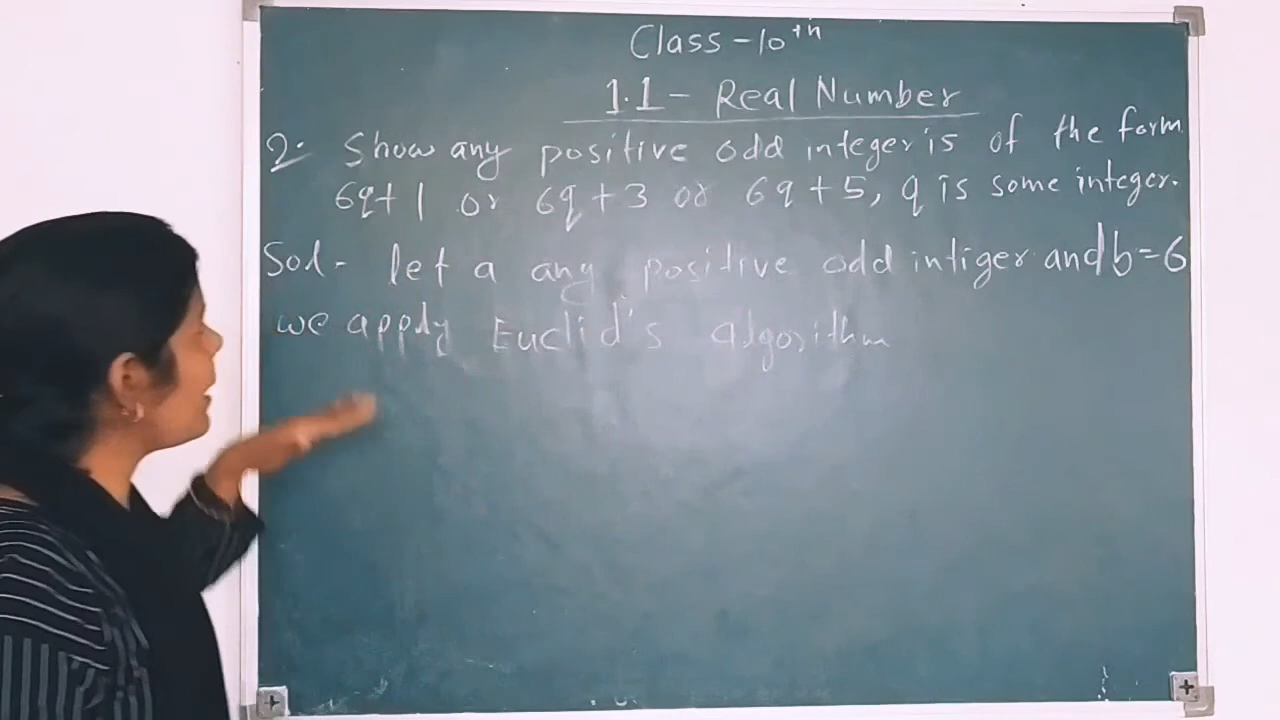 Class - 10th
1.1 - Real Number
2. Show any positive odd integer is of the form
6q+1 or 6q+3 or 6q+5, q is some integer.
Sol- let a any positive odd intiger and b=6
we apply Euclid's algorithm